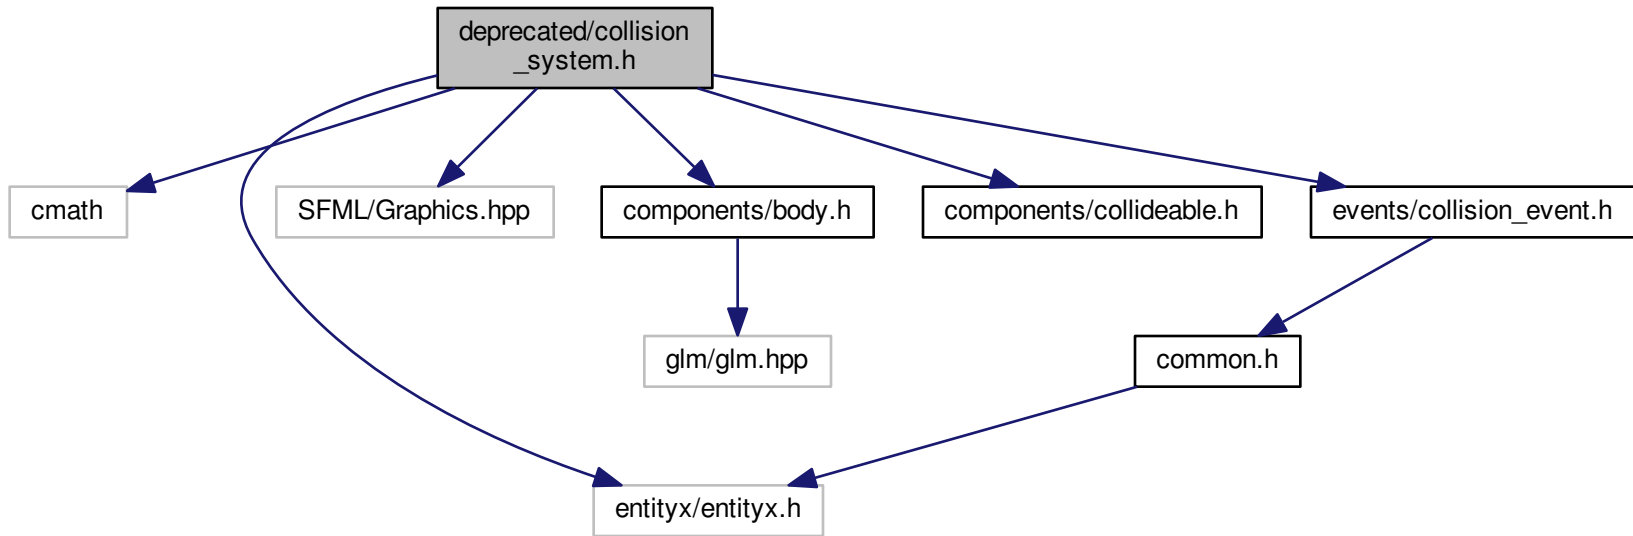 deprecated/collision
_system.h
cmath
SFML/Graphics.hpp
components/body.h
components/collideable.h
events/collision_event.h
glm/glm.hpp
common.h
entityx/entityx.h